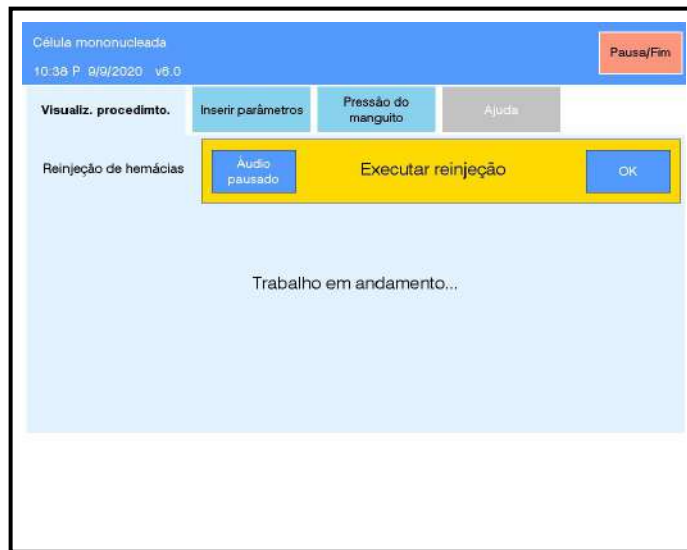 Célula mononucleada
10:38 P 9/9/2020 v6.0
Pausa/Fim
Visualiz. procedimto.
Inserir parâmetros
Pressão do
manguito
Ajuda
Reinjeção de hemácias
Áudio
pausado
Executar reinjeção
OK
Trabalho em andamento...